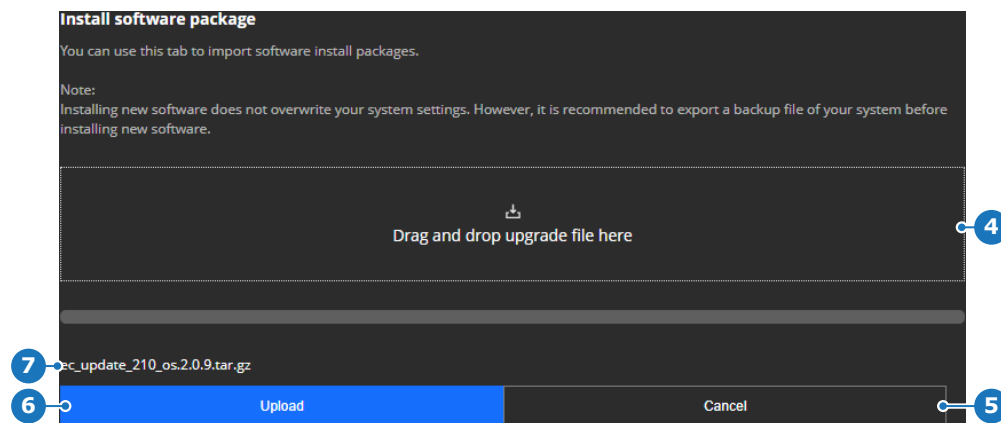 Install software package
You can use this tab to import software install packages.
Note:
Installing new software does not overwrite your system settings. However, it is recommended to export a backup file of your system before
installing new software.
Drag and drop upgrade file here
4
7
ec_update_210_os.2.0.9.tar.gz
6
Upload
Cancel
5